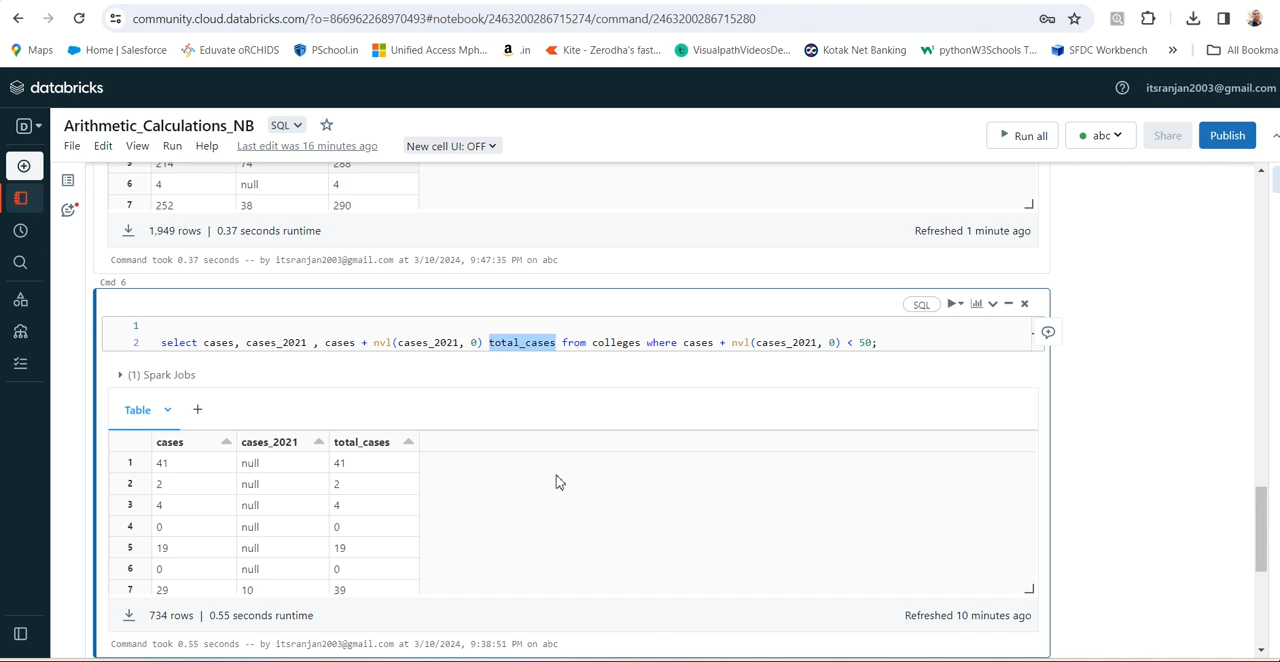 community.cloud.databricks.com/?o=866962268970493#notebook/2463200286715274/command/2463200286715280
Maps Home | Salesforce Eduvate oRCHIDS PSchool.in Unified Access Mph... .in Kite - Zerodha's fast... VisualpathVideosDe... Kotak Net Banking pythonW3Schools T... SFDC Workbench » All Bookma
databricks itsranjan2003@gmail.com
D Arithmetic_Calculations_NB SQL
File Edit View Run Help Last edit was 16 minutes ago New cell UI: OFF Run all abc Share Publish
5 214 74 288
6 4 null 4
7 252 38 290
1,949 rows | 0.37 seconds runtime Refreshed 1 minute ago
Command took 0.37 seconds -- by itsranjan2003@gmail.com at 3/10/2024, 9:47:35 PM on abc
Cmd 6
SQL
1
2 select cases, cases_2021 , cases + nvl(cases_2021, 0) total_cases from colleges where cases + nvl(cases_2021, 0) < 50;
(1) Spark Jobs
Table +
cases cases_2021 total_cases
1 41 null 41
2 2 null 2
3 4 null 4
4 0 null 0
5 19 null 19
6 0 null 0
7 29 10 39
734 rows | 0.55 seconds runtime Refreshed 10 minutes ago
Command took 0.55 seconds -- by itsranjan2003@gmail.com at 3/10/2024, 9:38:51 PM on abc